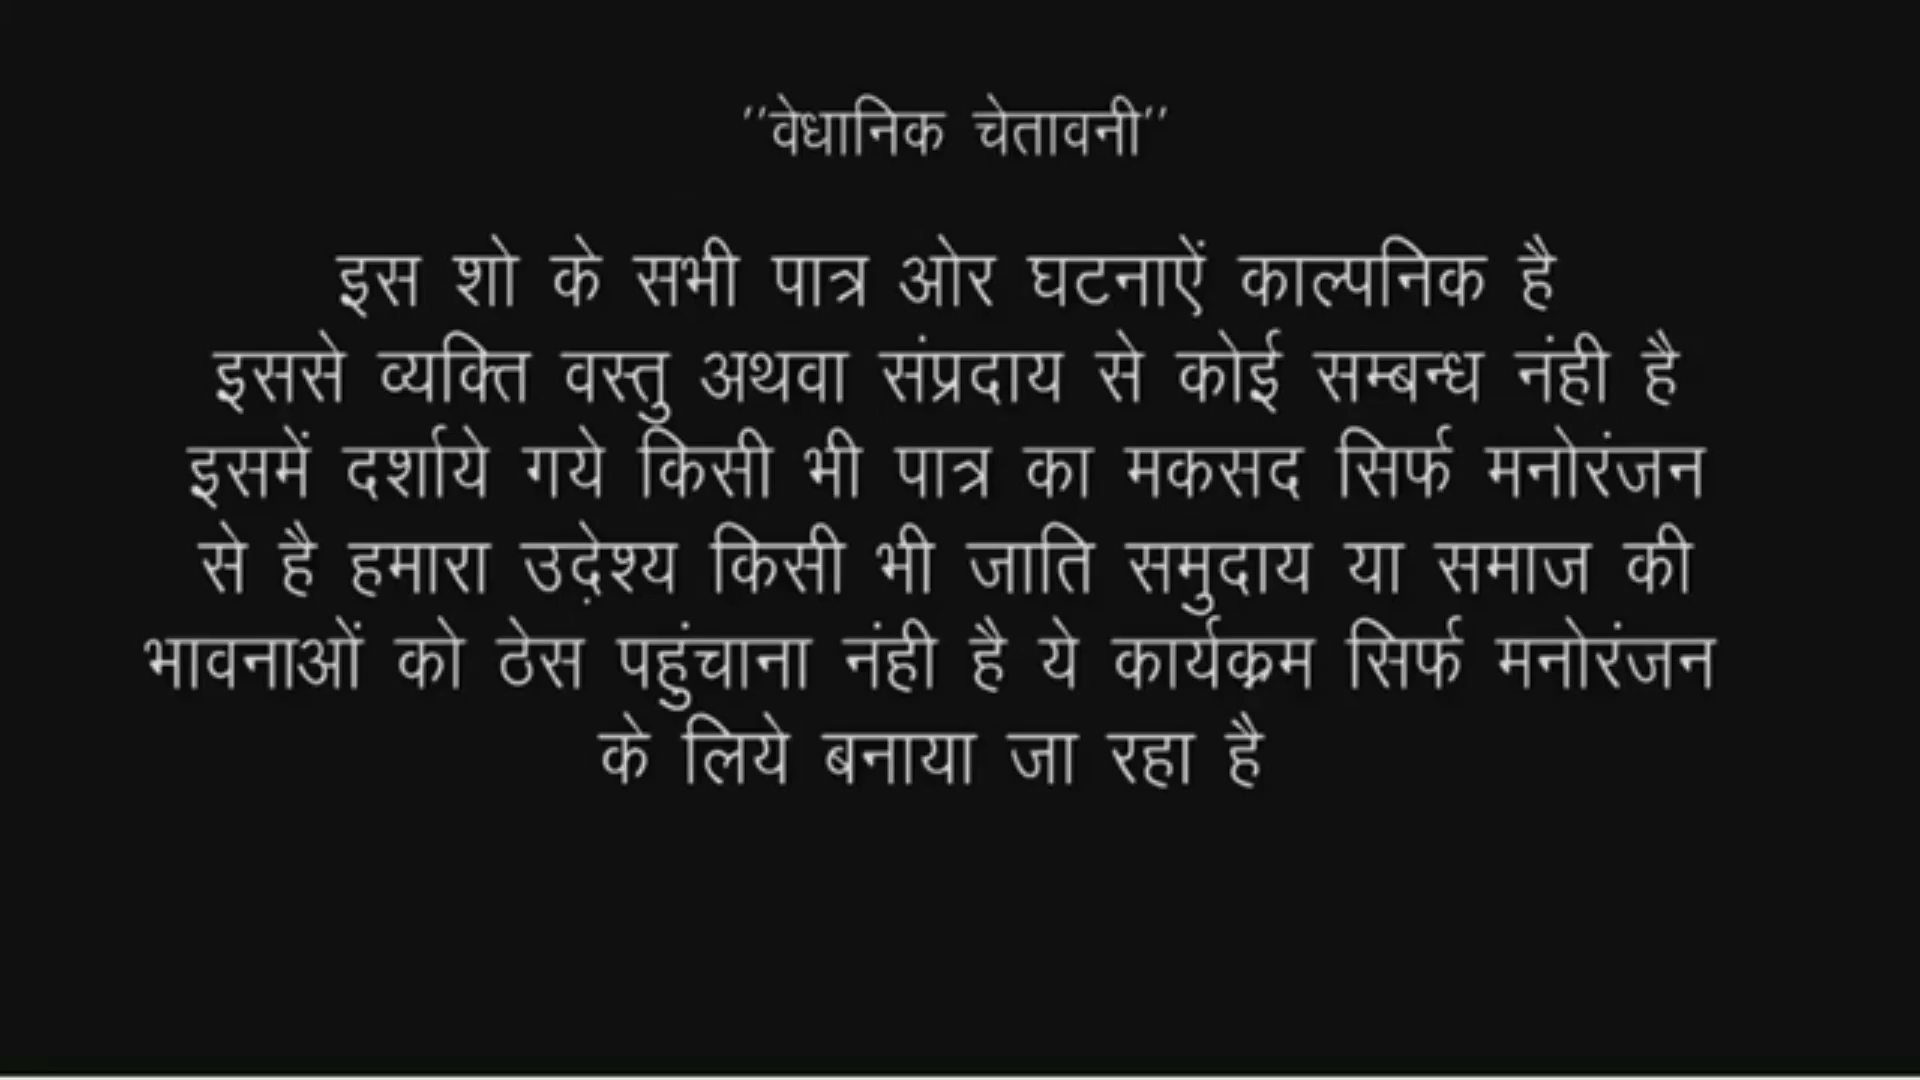 ''वेधानिक चेतावनी''
इस शो के सभी पात्र ओर घटनाऐं काल्पनिक है
इससे व्यक्ति वस्तु अथवा संप्रदाय से कोई सम्बन्ध नंही है
इसमें दर्शाये गये किसी भी पात्र का मकसद सिर्फ मनोरंजन
से है हमारा उद़ेश्य किसी भी जाति समुदाय या समाज की
भावनाओं को ठेस पहुंचाना नंही है ये कार्यक्रम सिर्फ मनोरंजन
के लिये बनाया जा रहा है